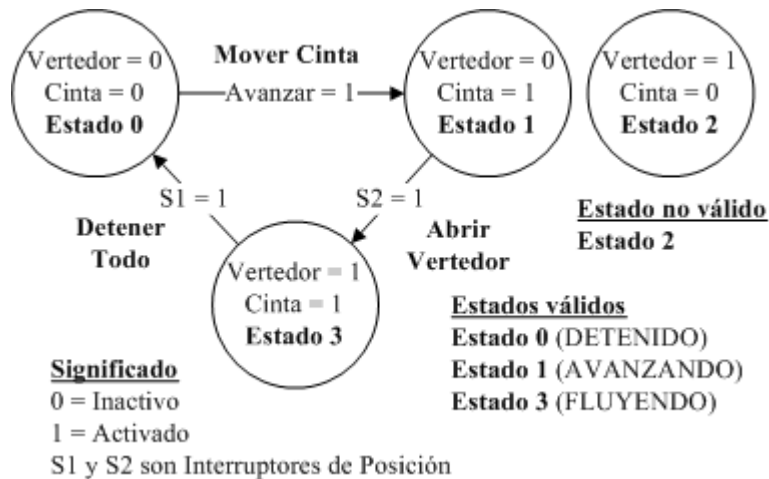 Vertedor = 0
Cinta = 0
Estado 0
Mover Cinta
Avanzar = 1
Vertedor = 0
Cinta = 1
Estado 1
Vertedor = 1
Cinta = 0
Estado 2
S1 = 1
Detener
Todo
S2 = 1
Abrir
Vertedor
Vertedor = 1
Cinta = 1
Estado 3
Estado no válido
Estado 2
Estados válidos
Estado 0 (DETENIDO)
Estado 1 (AVANZANDO)
Estado 3 (FLUYENDO)
Significado
0 = Inactivo
1 = Activado
S1 y S2 son Interruptores de Posición